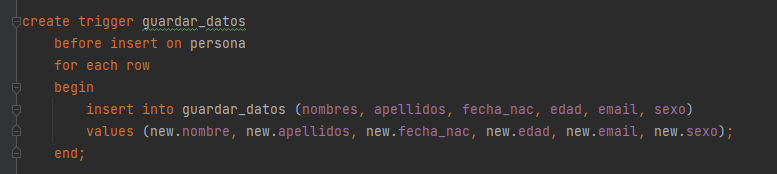 create trigger guardar_datos
before insert on persona
for each row
begin
insert into guardar_datos (nombres, apellidos, fecha_nac, edad, email, sexo)
values (new.nombre, new.apellidos, new.fecha_nac, new.edad, new.email, new.sexo);
end;